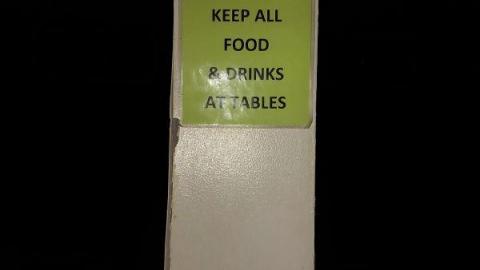 KEEP ALL
FOOD
& DRINKS
AT TABLES